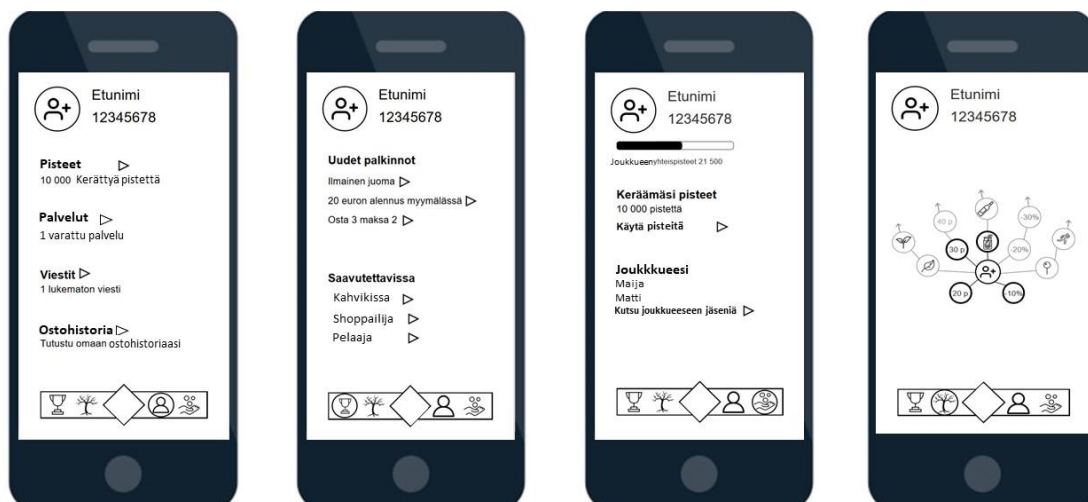 Etunimi
12345678
Pisteet
10 000 Kerättyä pistettä
Palvelut
1 varattu palvelu
Viestit
1 lukematon viesti
Ostohistoria
Tutustu omaan ostohistoriaasi
Etunimi
12345678
Uudet palkinnot
Ilmainen juoma
20 euron alennus myymälässä
Osta 3 maksa 2
Saavutettavissa
Kahvikissa
Shoppailija
Pelaaja
Etunimi
12345678
Joukkueenyhteispisteet 21 500
Keräämäsi pisteet
10 000 pistettä
Käytä pisteitä
Joukkkueesi
Maija
Matti
Kutsu joukkueeseen jäseniä
Etunimi
12345678
40 p
-30%
30 p
-20%
20 p
-10%